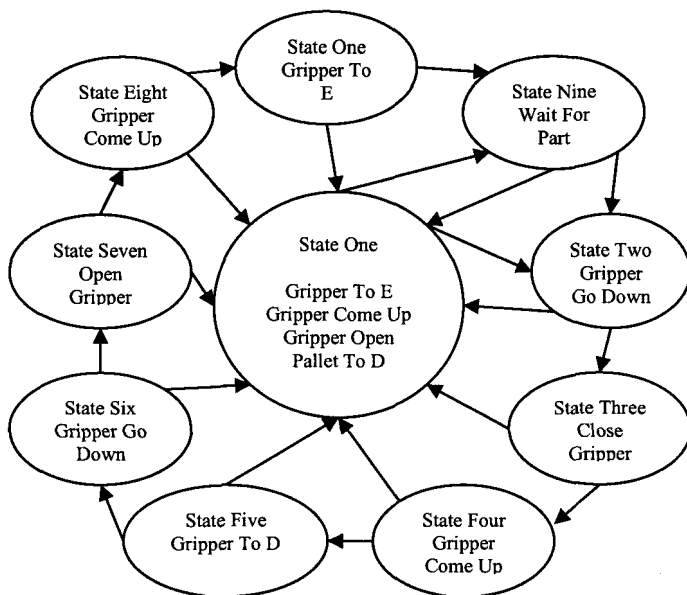 State One
Gripper To
E
State Nine
Wait For
Part
State Two
Gripper
Go Down
State Three
Close
Gripper
State Four
Gripper
Come Up
State Five
Gripper To D
State Six
Gripper Go
Down
State Seven
Open
Gripper
State Eight
Gripper
Come Up
State One
Gripper To E
Gripper Come Up
Gripper Open
Pallet To D